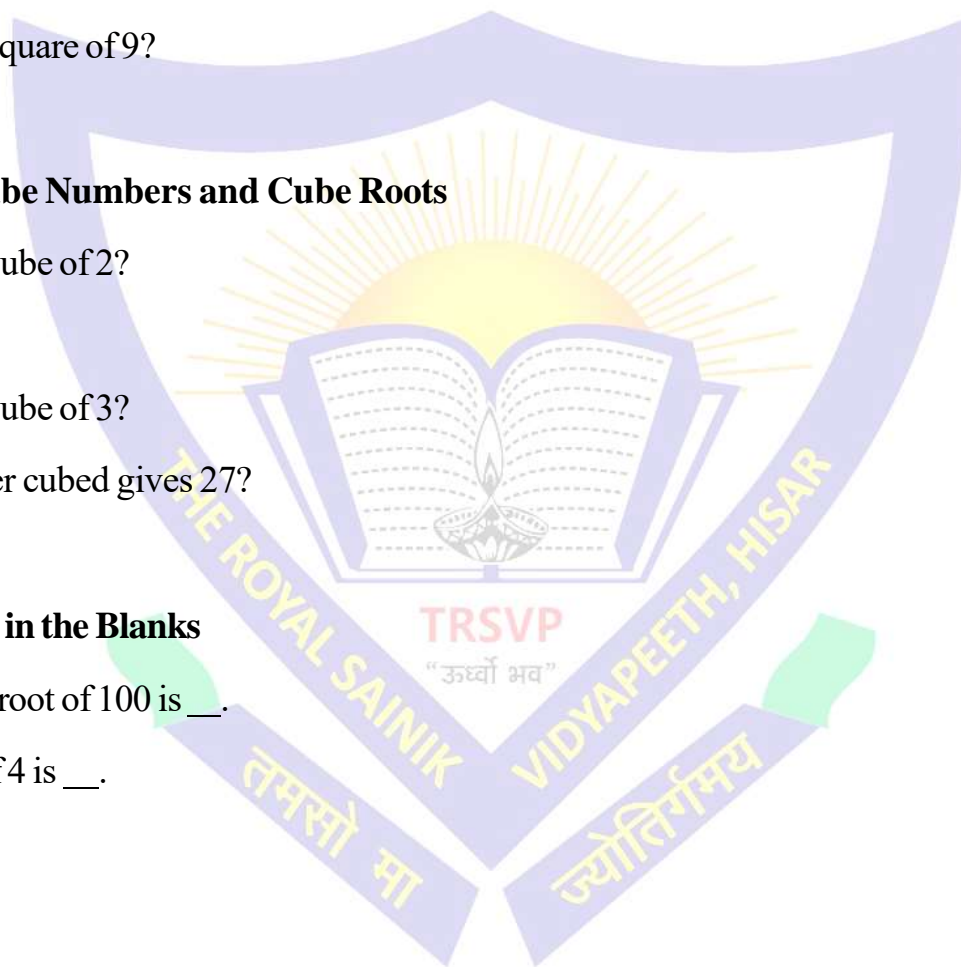 quare of 9?
be Numbers and Cube Roots
ube of 2?
ube of 3?
er cubed gives 27?
in the Blanks
root of 100 is __.
f 4 is __.
THE ROYAL SAINIK VIDYAPEETH, HISAR
TRSVP
“ऊर्ध्वो भव”
तमसो मा
ज्योतिर्गमय